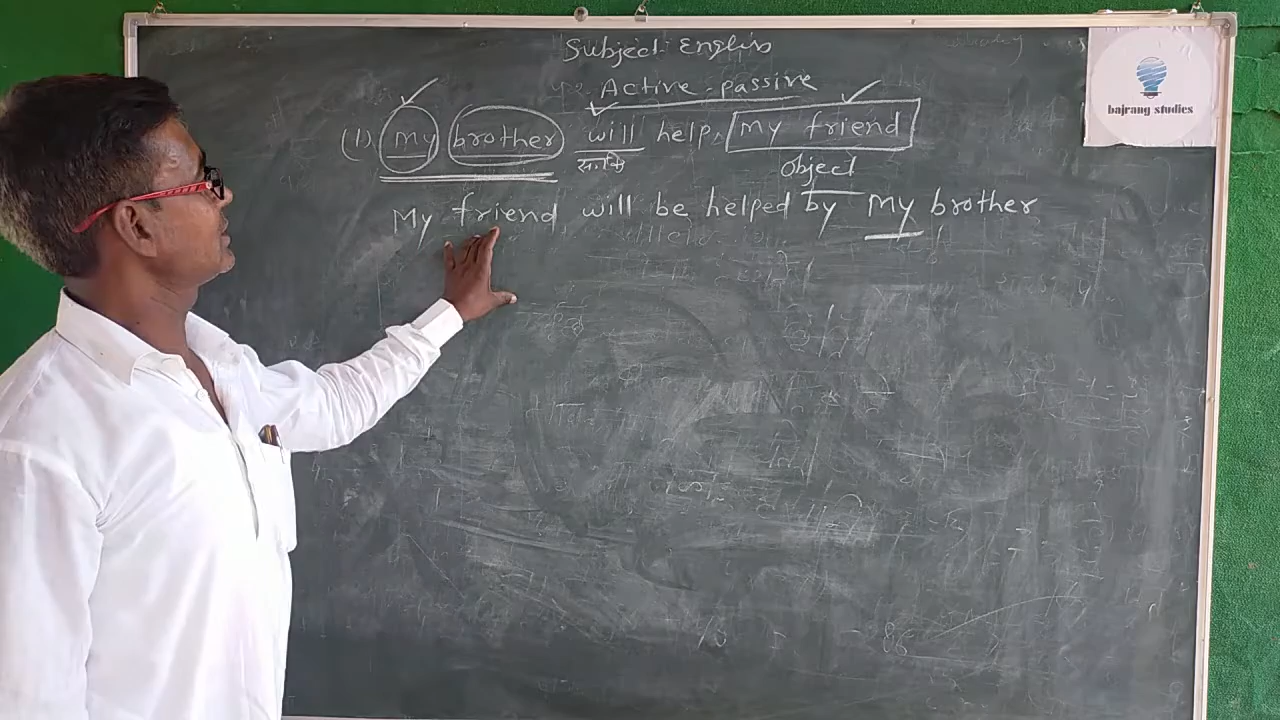 Subject- English
Active-passive
(1). my brother will help my friend
object
My friend will be helped by My brother
bajrang studies